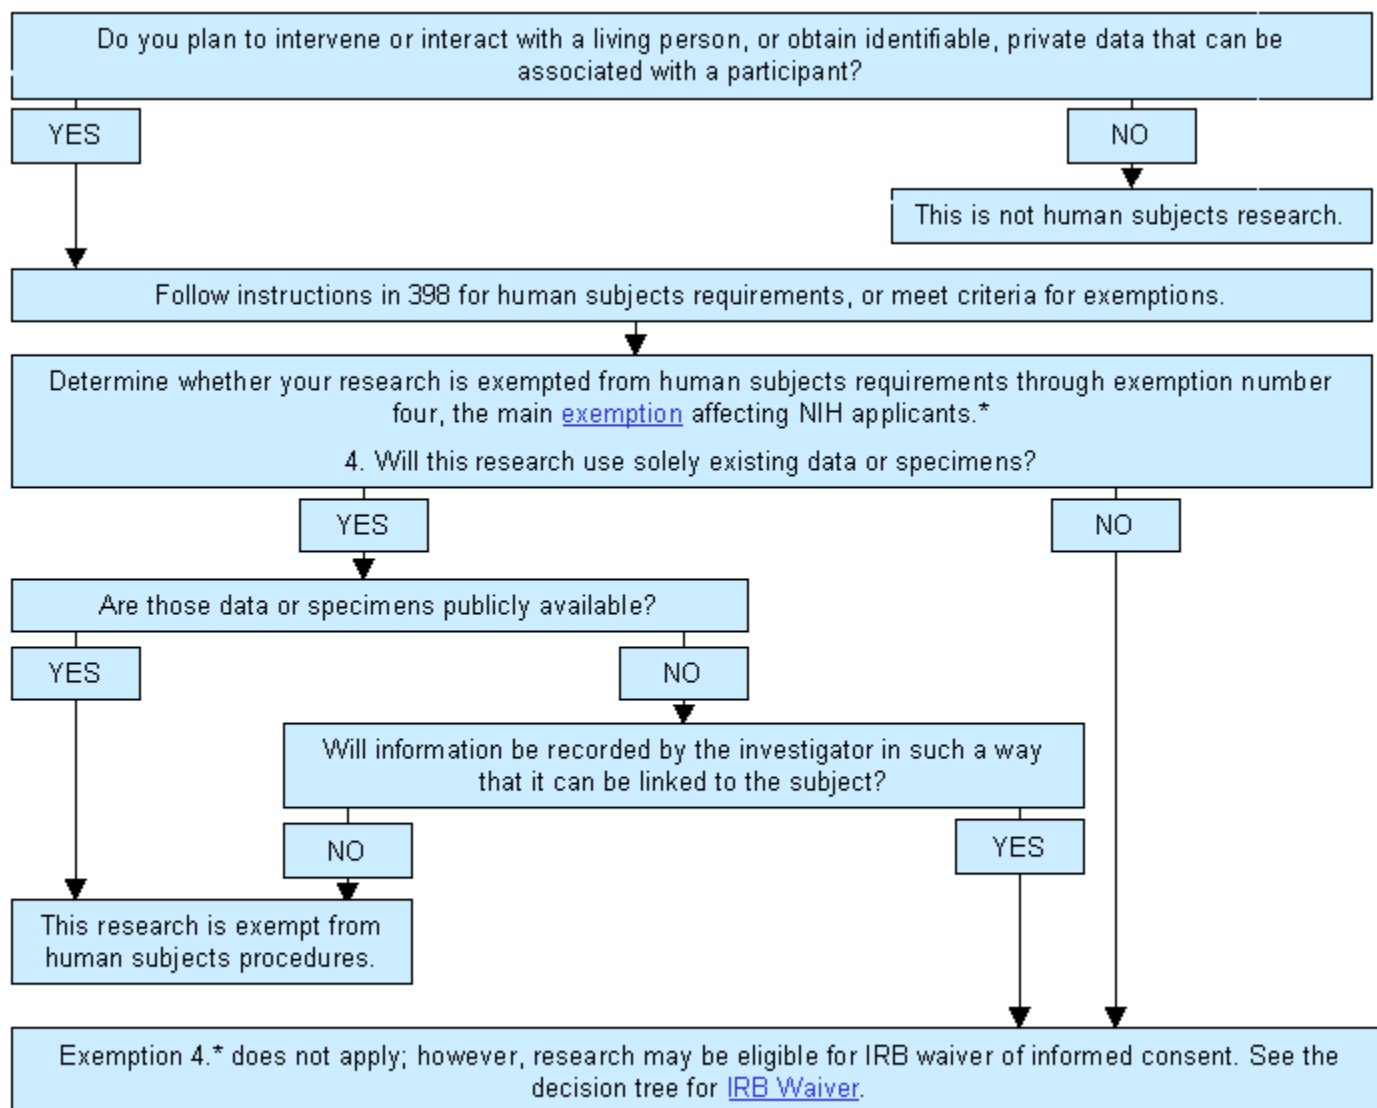 Do you plan to intervene or interact with a living person, or obtain identifiable, private data that can be
associated with a participant?
YES
NO
This is not human subjects research.
Follow instructions in 398 for human subjects requirements, or meet criteria for exemptions.
Determine whether your research is exempted from human subjects requirements through exemption number
four, the main exemption affecting NIH applicants.*
4. Will this research use solely existing data or specimens?
YES
NO
Are those data or specimens publicly available?
YES
NO
Will information be recorded by the investigator in such a way
that it can be linked to the subject?
NO
YES
This research is exempt from
human subjects procedures.
Exemption 4.* does not apply; however, research may be eligible for IRB waiver of informed consent. See the
decision tree for IRB Waiver.